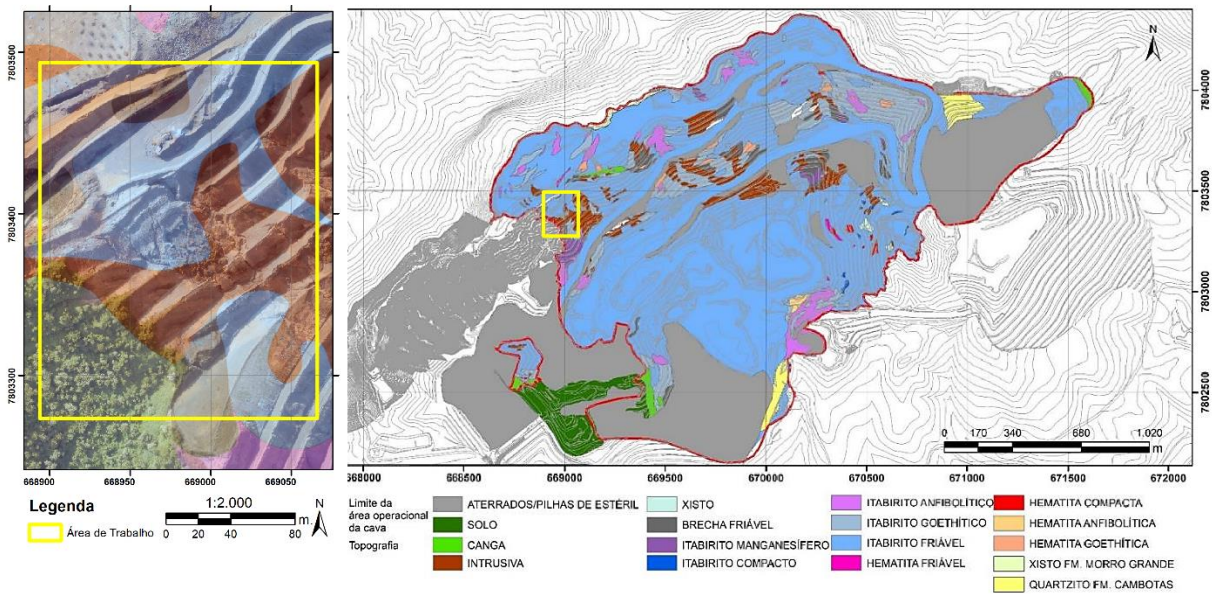 7803500
7803400
7803300
668900
668950
669000
669050
Legenda
Área de Trabalho
1:2.000
0
20
40
80
m.
N
N
7804000
7803500
7803000
7802500
0
170
340
680
1.020
m
668000
668500
669000
669500
670000
670500
671000
671500
672000
Limite da
área operacional
da cava
Topografia
ATERRADOS/PILHAS DE ESTÉRIL
SOLO
CANGA
INTRUSIVA
XISTO
BRECHA FRIÁVEL
ITABIRITO MANGANESÍFERO
ITABIRITO COMPACTO
ITABIRITO ANFIBOLÍTICO
ITABIRITO GOETHÍTICO
ITABIRITO FRIÁVEL
HEMATITA FRIÁVEL
HEMATITA COMPACTA
HEMATITA ANFIBOLÍTICA
HEMATITA GOETHÍTICA
XISTO FM. MORRO GRANDE
QUARTZITO FM. CAMBOTAS